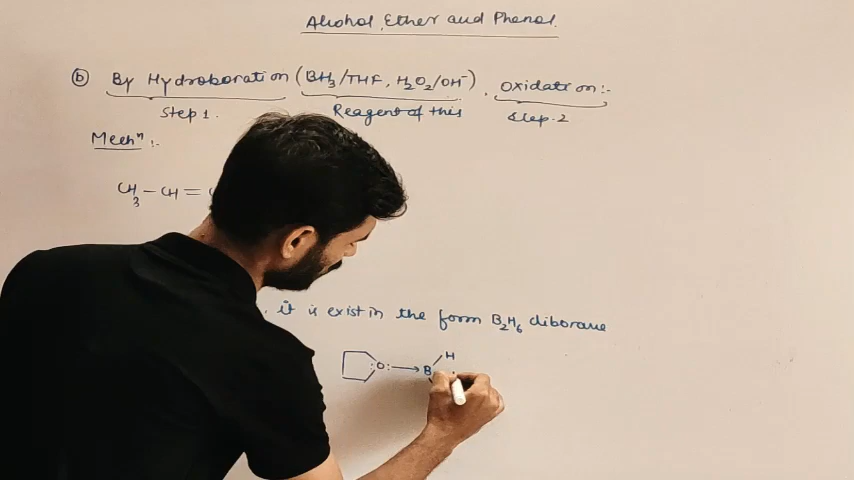 Alcohol, Ether and Phenol.
ⓑ By Hydroboration (BH₃/THF, H₂O₂/OH⁻), Oxidation:-
Step 1. Reagent of this Step-2
Mechⁿ:-
CH₃-CH=
it is exist in the form B₂H₆ diborane
H
:O:→B